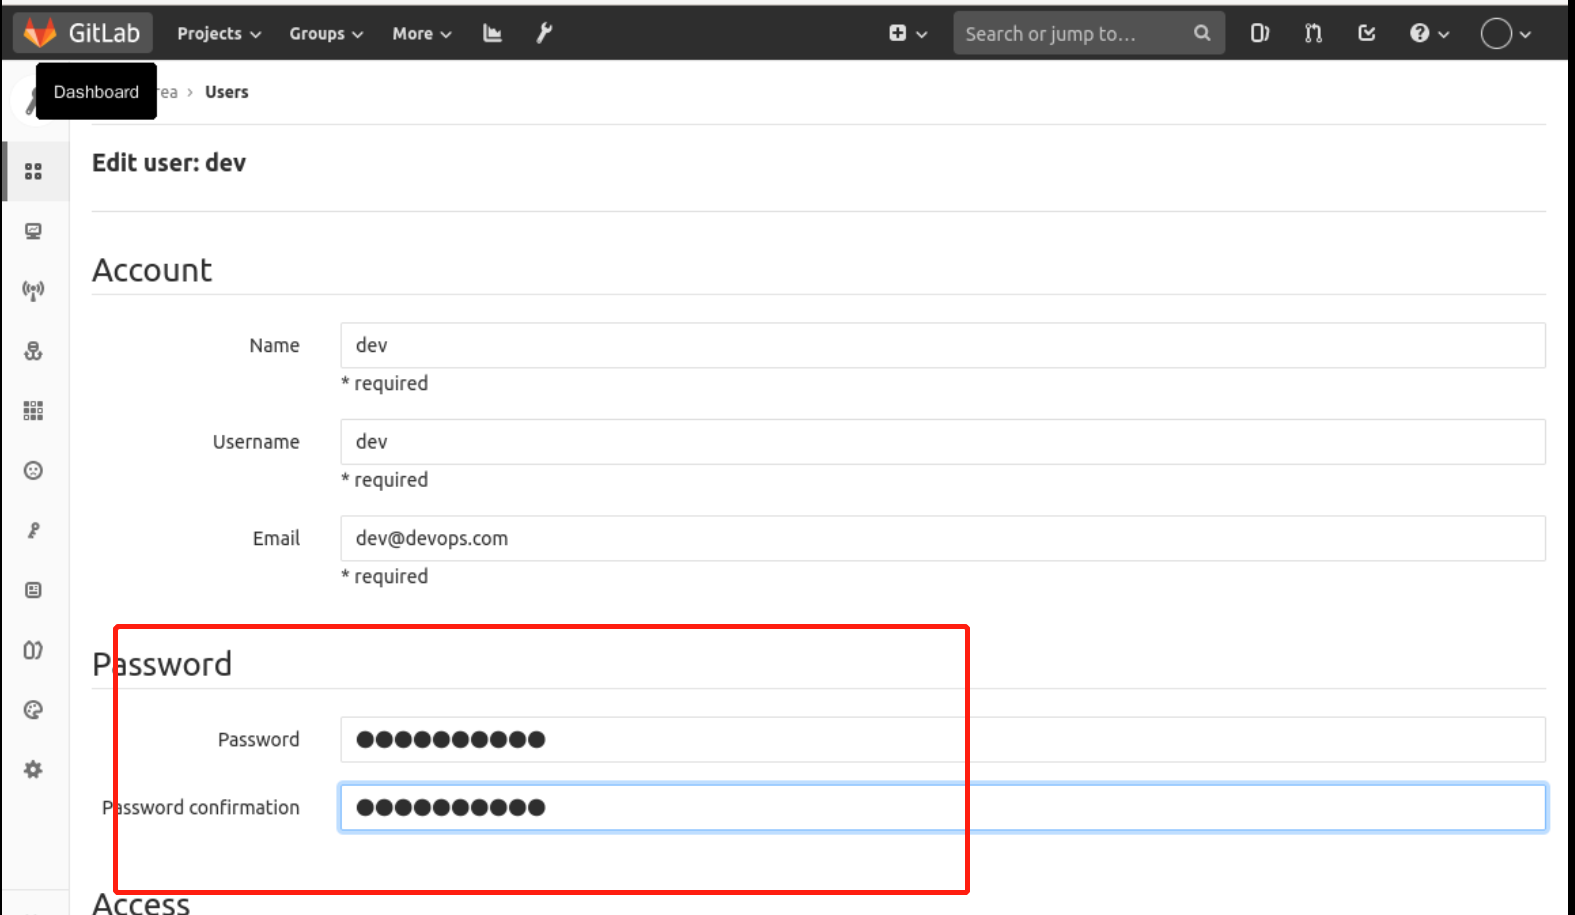 GitLab Projects Groups More Search or jump to...
Dashboard rea > Users
Edit user: dev
Account
Name dev
* required
Username dev
* required
Email dev@devops.com
* required
Password
Password ●●●●●●●●●●
Password confirmation ●●●●●●●●●●
Access